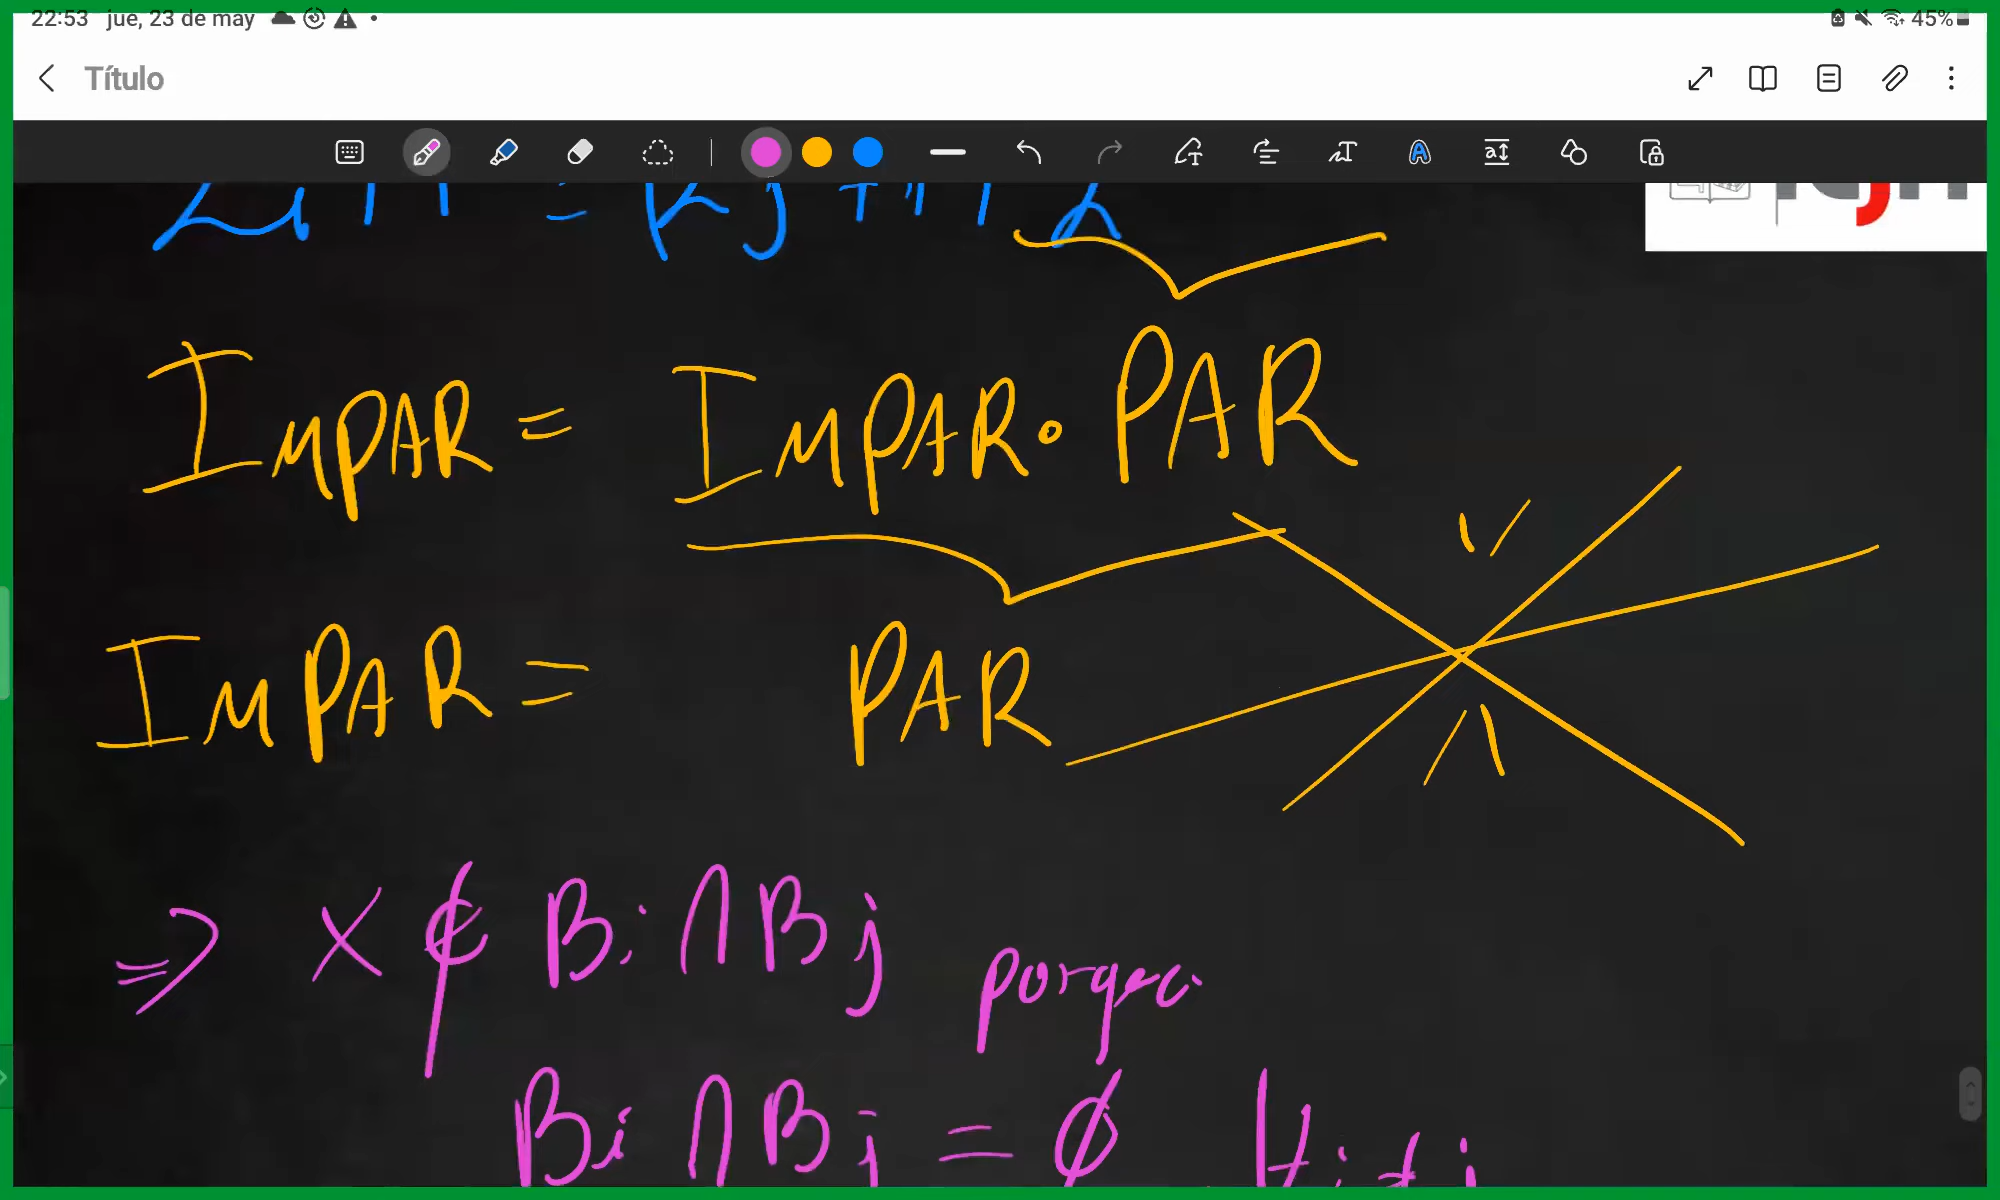 22:53 jue, 23 de may 45%
Título
IMPAR = IMPAR · PAR
IMPAR = PAR
⇒ x ∉ Bi ∩ Bj porque
Bi ∩ Bj = ∅ ∀ i ≠ j